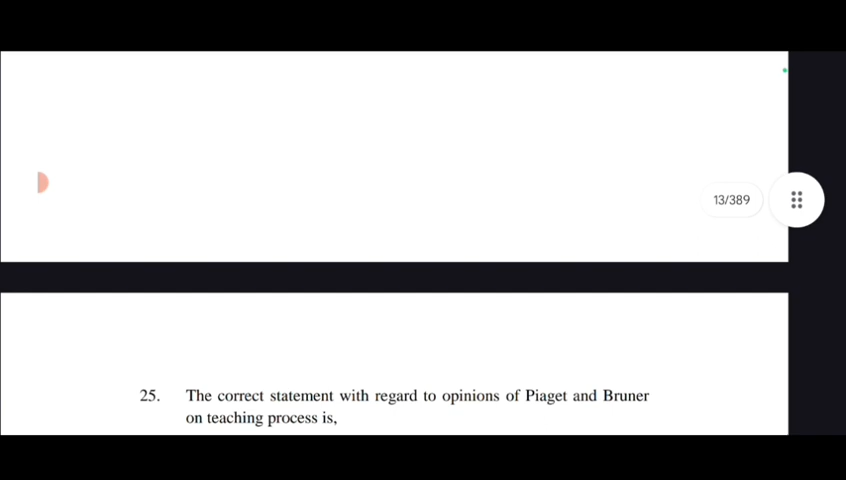 13/389
25. The correct statement with regard to opinions of Piaget and Bruner
on teaching process is,